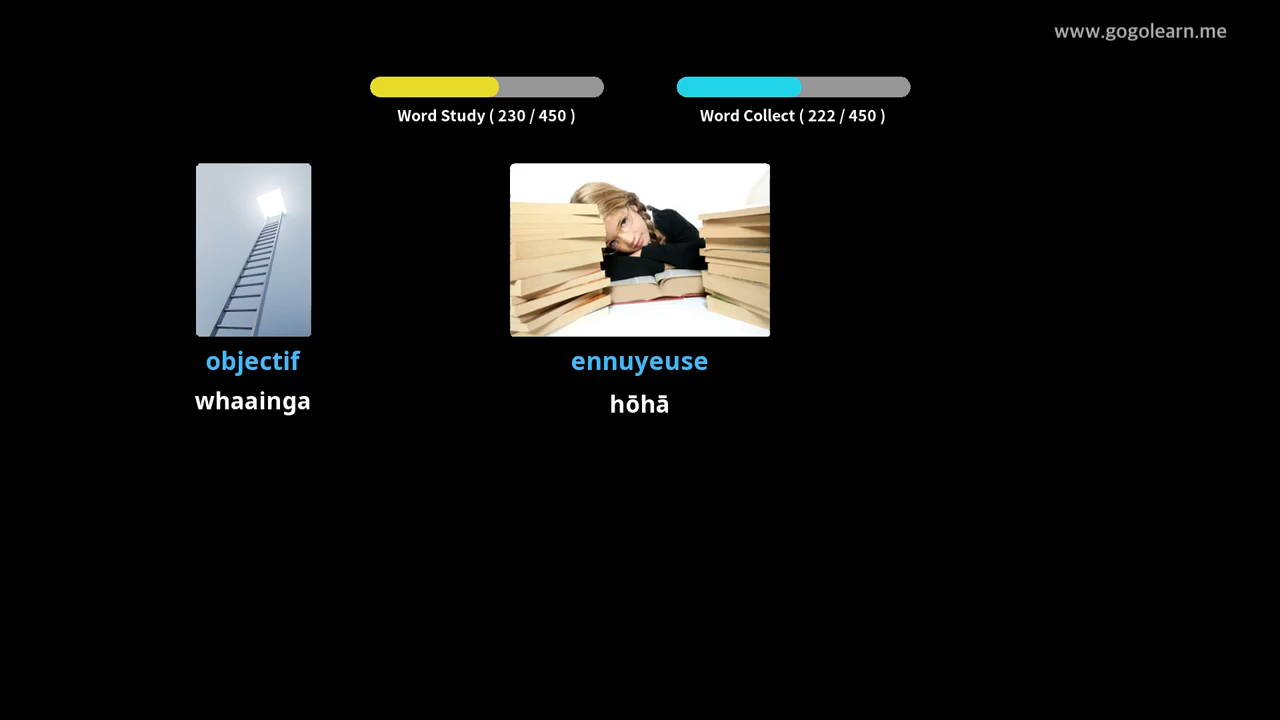 www.gogolearn.me
Word Study ( 230 / 450 )
Word Collect ( 222 / 450 )
objectif
whaainga
ennuyeuse
hōhā